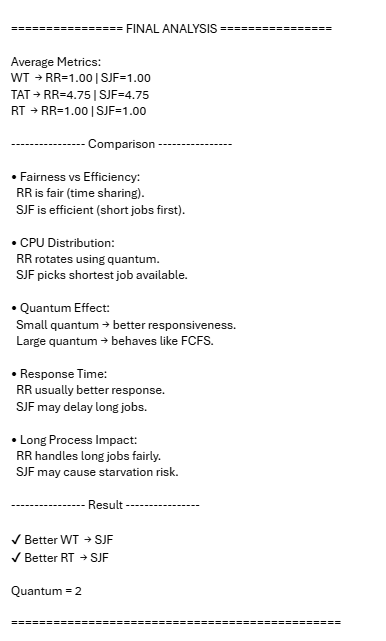 ================ FINAL ANALYSIS ================
Average Metrics:
WT → RR=1.00 | SJF=1.00
TAT → RR=4.75 | SJF=4.75
RT → RR=1.00 | SJF=1.00
---------------- Comparison ----------------
• Fairness vs Efficiency:
RR is fair (time sharing).
SJF is efficient (short jobs first).
• CPU Distribution:
RR rotates using quantum.
SJF picks shortest job available.
• Quantum Effect:
Small quantum → better responsiveness.
Large quantum → behaves like FCFS.
• Response Time:
RR usually better response.
SJF may delay long jobs.
• Long Process Impact:
RR handles long jobs fairly.
SJF may cause starvation risk.
---------------- Result ----------------
✓ Better WT → SJF
✓ Better RT → SJF
Quantum = 2
================================================